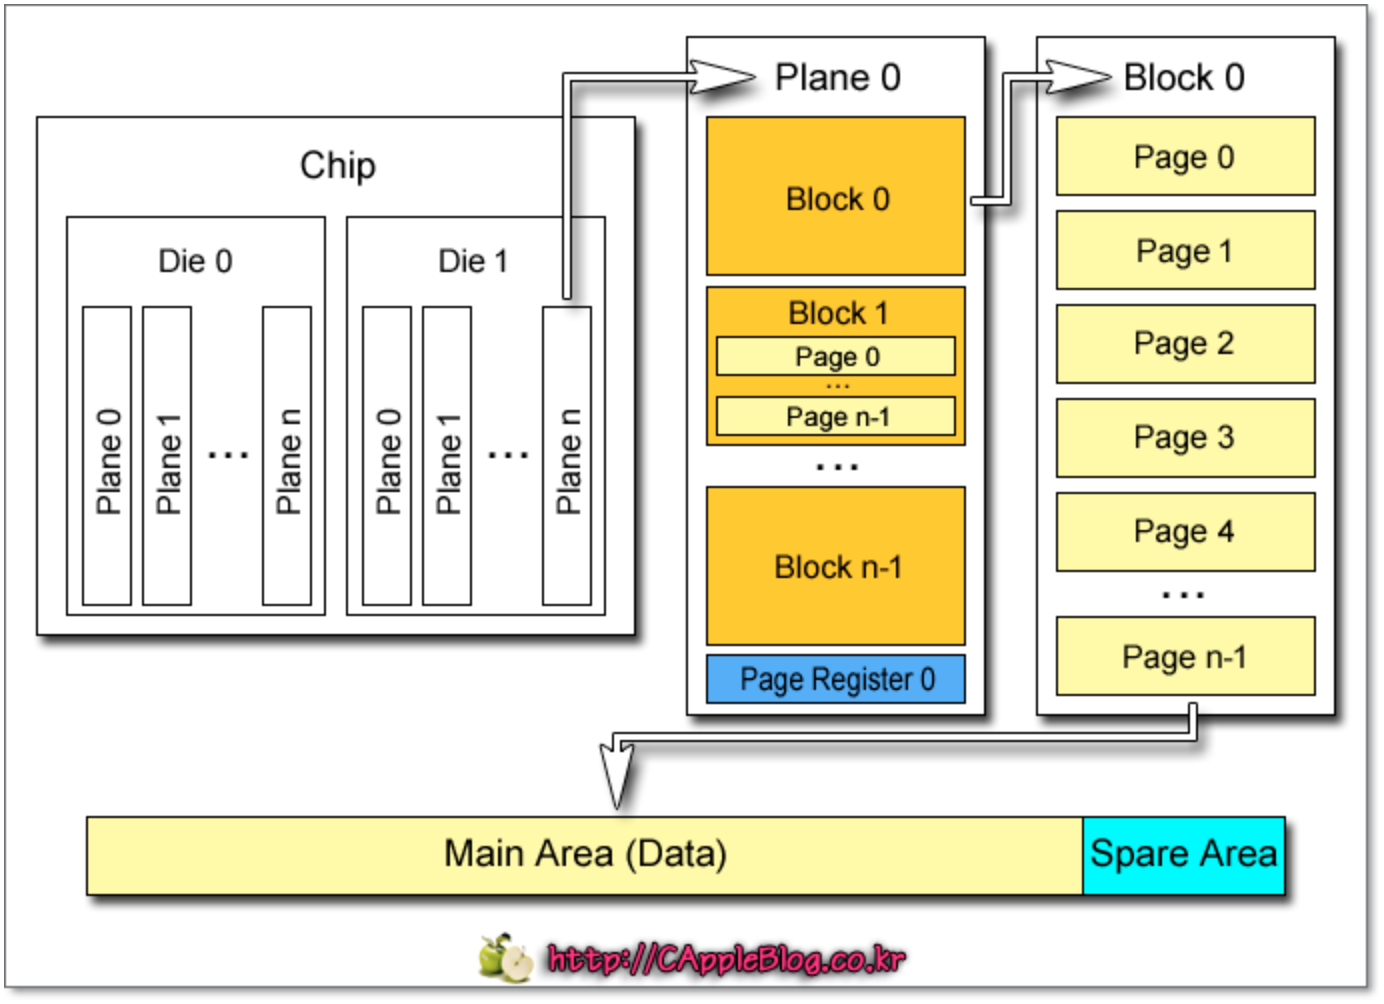 Chip
Die 0
Plane 0
Plane 1
...
Plane n
Die 1
Plane 0
Plane 1
...
Plane n
Plane 0
Block 0
Block 1
Page 0
...
Page n-1
...
Block n-1
Page Register 0
Block 0
Page 0
Page 1
Page 2
Page 3
Page 4
...
Page n-1
Main Area (Data)
Spare Area
http://CAppleBlog.co.kr